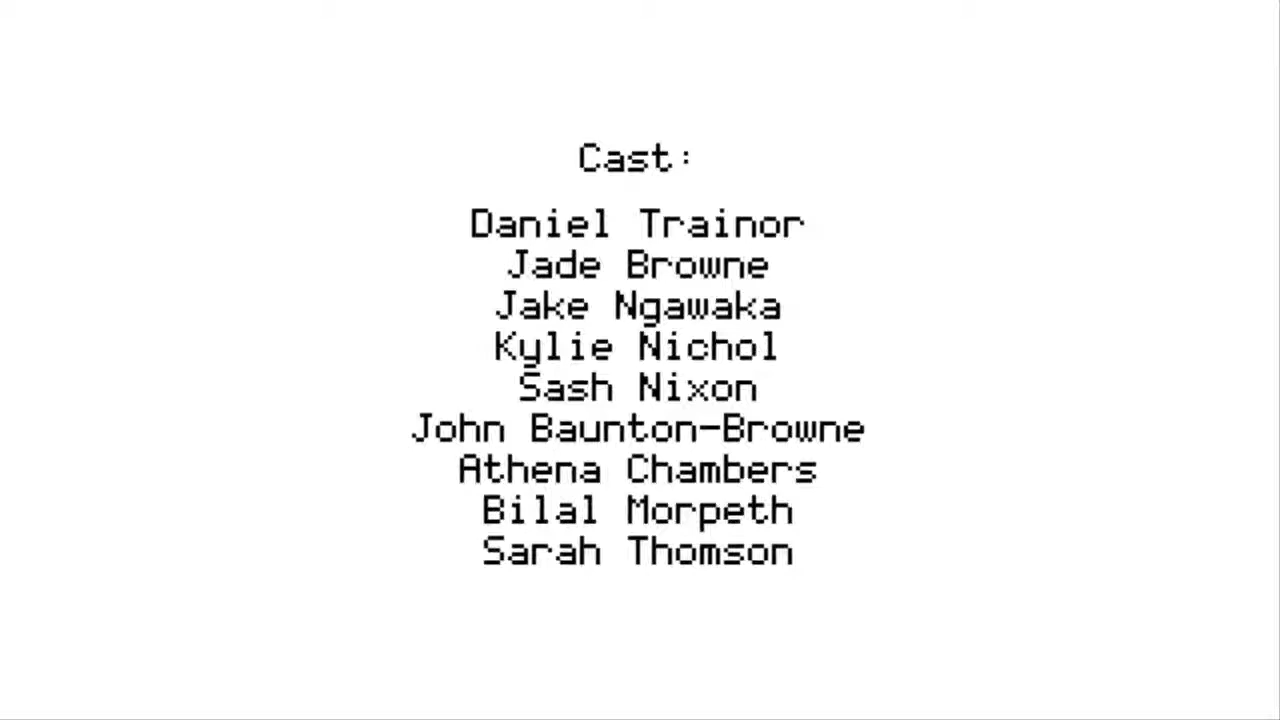 Cast:
Daniel Trainor
Jade Browne
Jake Ngawaka
Kylie Nichol
Sash Nixon
John Baunton-Browne
Athena Chambers
Bilal Morpeth
Sarah Thomson